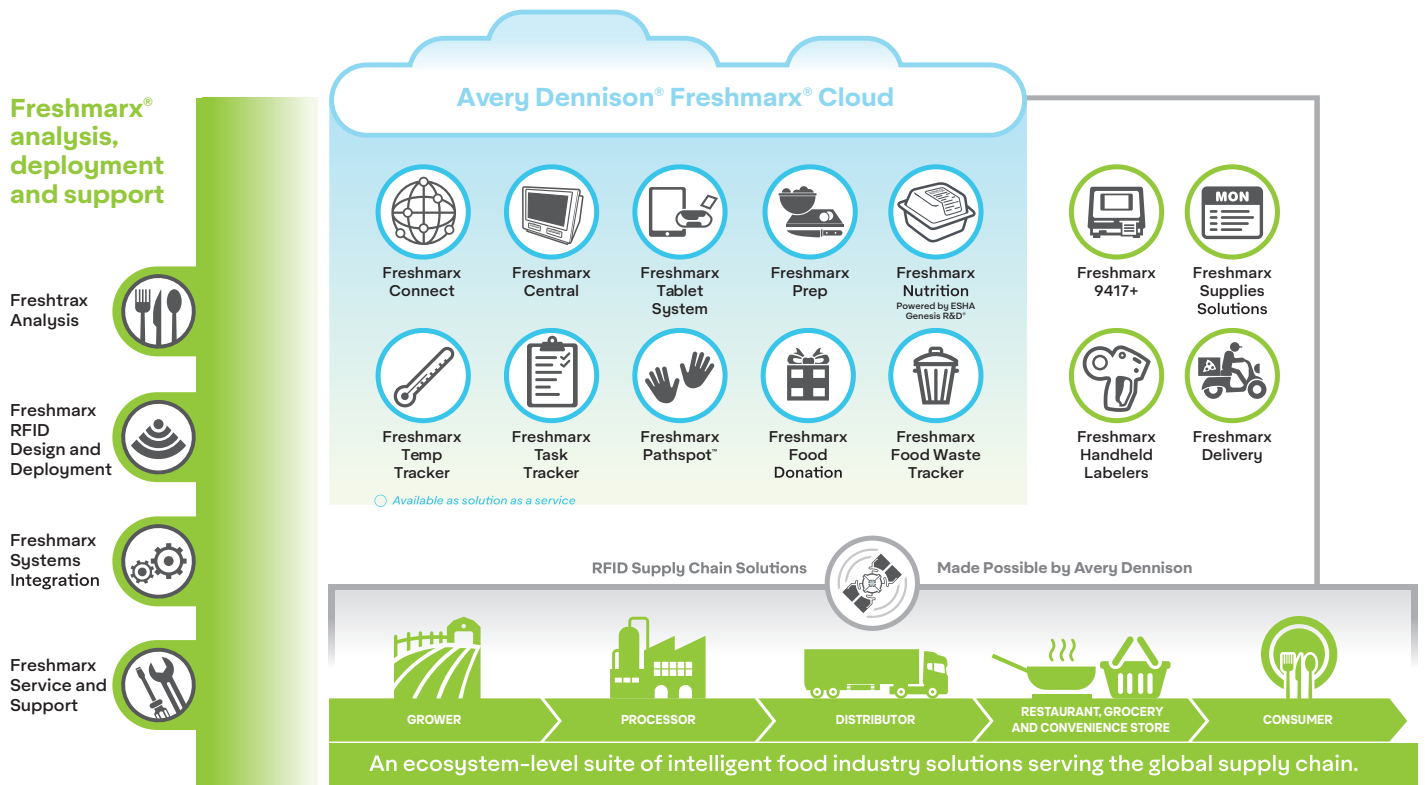 Freshmarx®
analysis,
deployment
and support
Freshtrax
Analysis
Freshmarx
RFID
Design and
Deployment
Freshmarx
Systems
Integration
Freshmarx
Service and
Support
Avery Dennison® Freshmarx® Cloud
Freshmarx
Connect
Freshmarx
Central
Freshmarx
Tablet
System
Freshmarx
Prep
Freshmarx
Nutrition
Powered by ESHA
Genesis R&D®
Freshmarx
Temp
Tracker
Freshmarx
Task
Tracker
Freshmarx
Pathspot™
Freshmarx
Food
Donation
Freshmarx
Food Waste
Tracker
Available as solution as a service
Freshmarx
9417+
MON
Freshmarx
Supplies
Solutions
Freshmarx
Handheld
Labelers
Freshmarx
Delivery
RFID Supply Chain Solutions
Made Possible by Avery Dennison
GROWER
PROCESSOR
DISTRIBUTOR
RESTAURANT, GROCERY
AND CONVENIENCE STORE
CONSUMER
An ecosystem-level suite of intelligent food industry solutions serving the global supply chain.